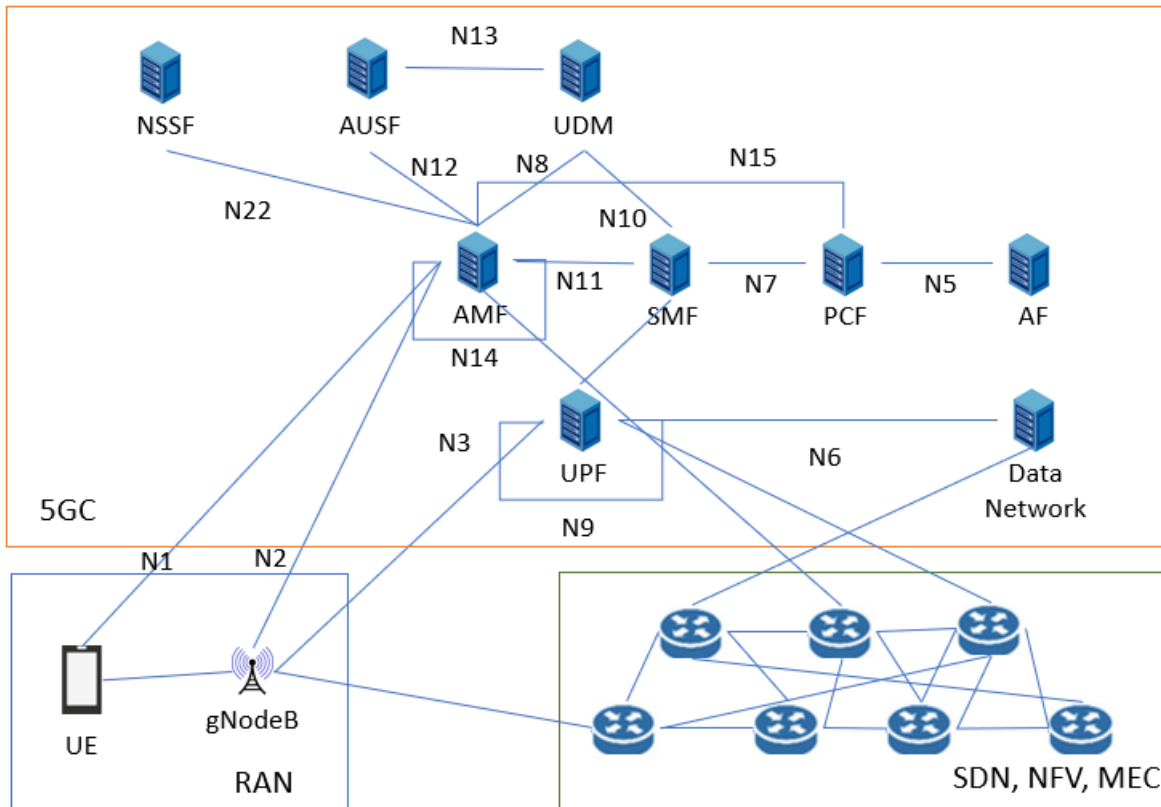 N13
NSSF
AUSF
UDM
N12
N8
N15
N22
N10
N11
N7
N5
AMF
SMF
PCF
AF
N14
N3
N6
UPF
Data
Network
5GC
N9
N1
N2
UE
gNodeB
RAN
SDN, NFV, MEC